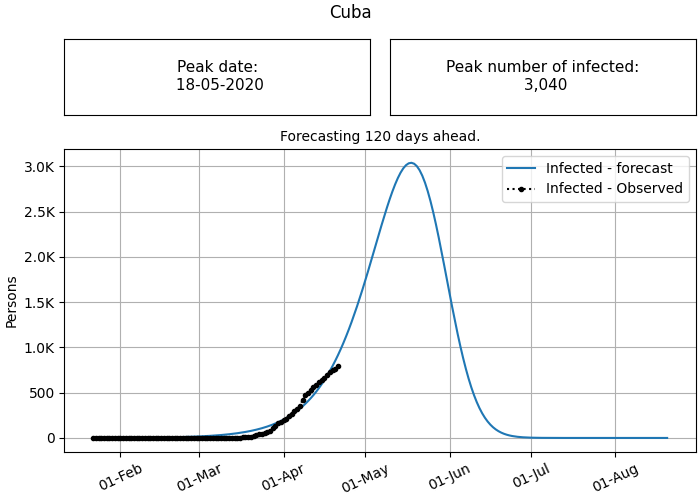 Cuba
Peak date:
18-05-2020
Peak number of infected:
3,040
Forecasting 120 days ahead.
Infected - forecast
Infected - Observed
3.0K
2.5K
2.0K
1.5K
1.0K
500
0
Persons
01-Feb
01-Mar
01-Apr
01-May
01-Jun
01-Jul
01-Aug